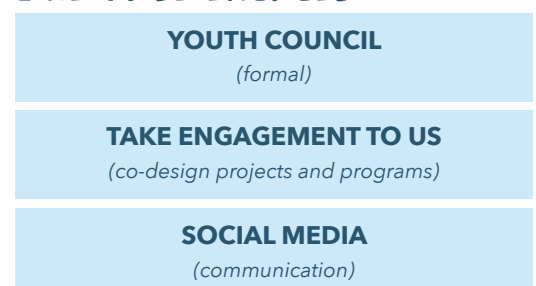 YOUTH COUNCIL
(formal)
TAKE ENGAGEMENT TO US
(co-design projects and programs)
SOCIAL MEDIA
(communication)